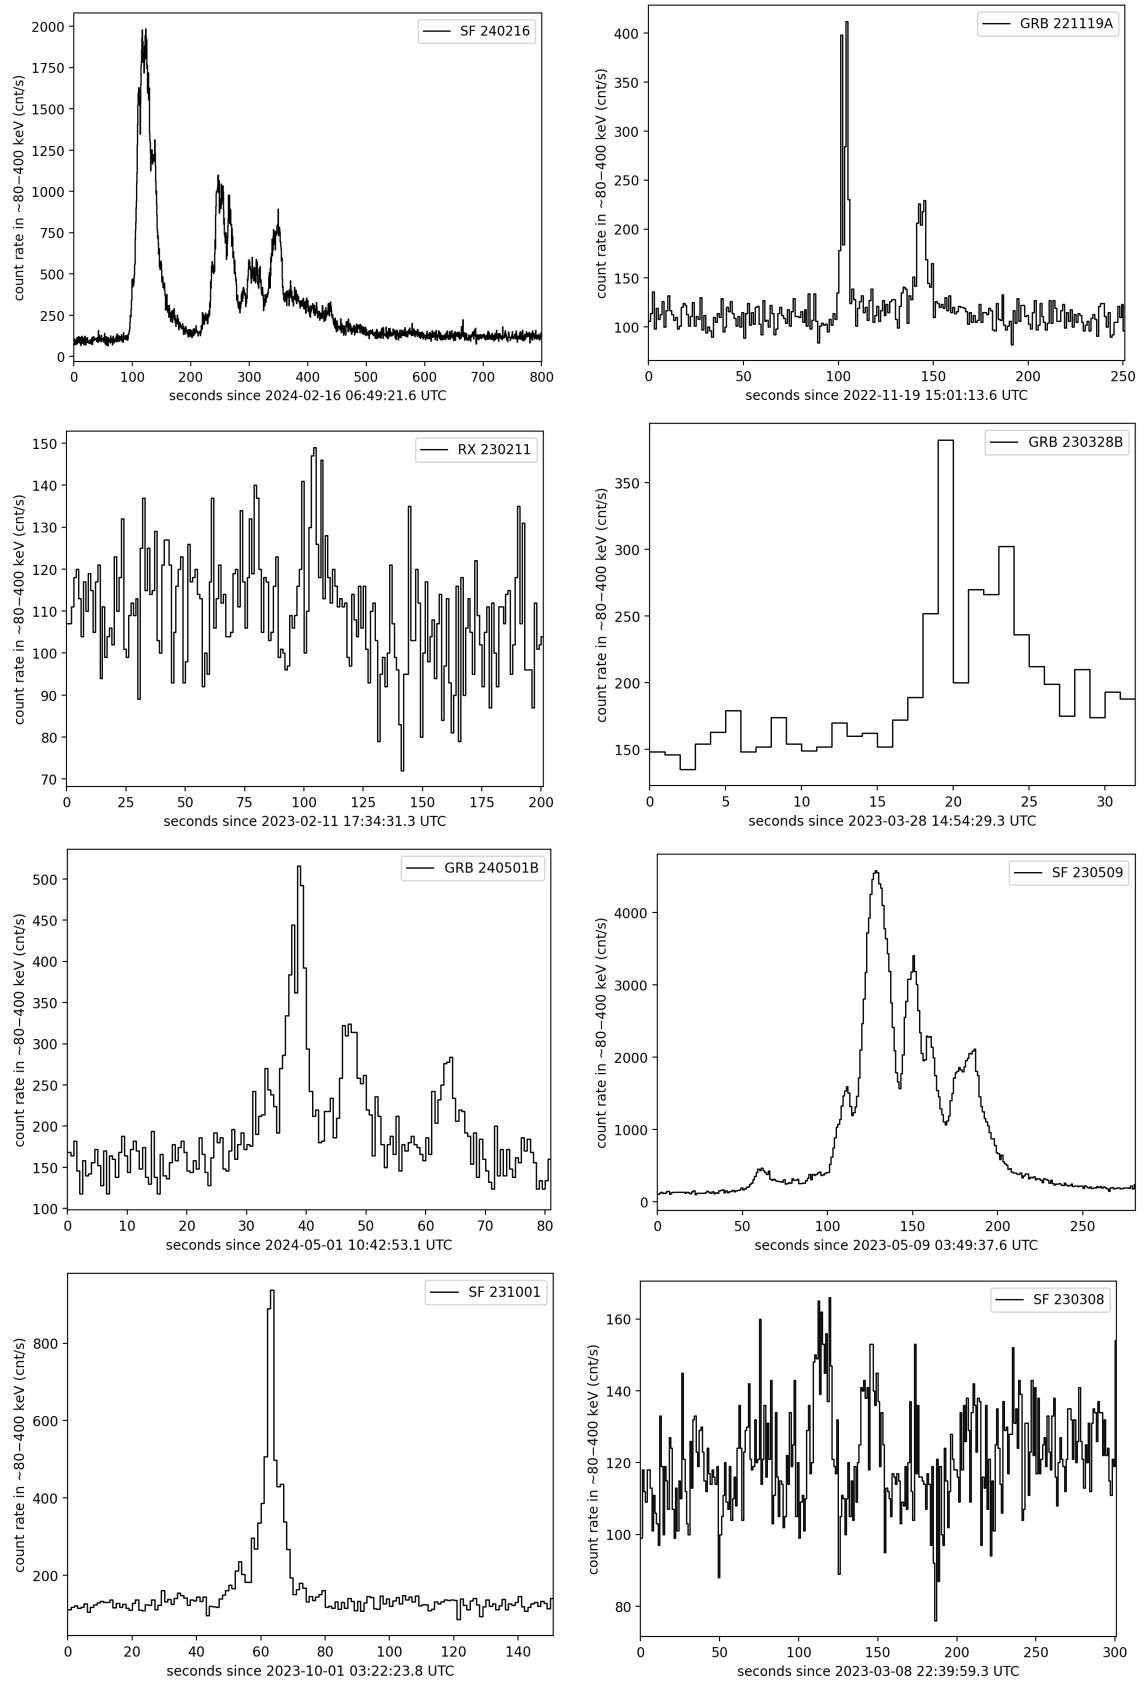 SF 240216
count rate in ~80−400 keV (cnt/s)
2000
1750
1500
1250
1000
750
500
250
0
0 100 200 300 400 500 600 700 800
seconds since 2024-02-16 06:49:21.6 UTC
GRB 221119A
count rate in ~80−400 keV (cnt/s)
400
350
300
250
200
150
100
0 50 100 150 200 250
seconds since 2022-11-19 15:01:13.6 UTC
RX 230211
count rate in ~80−400 keV (cnt/s)
150
140
130
120
110
100
90
80
70
0 25 50 75 100 125 150 175 200
seconds since 2023-02-11 17:34:31.3 UTC
GRB 230328B
count rate in ~80−400 keV (cnt/s)
350
300
250
200
150
0 5 10 15 20 25 30
seconds since 2023-03-28 14:54:29.3 UTC
GRB 240501B
count rate in ~80−400 keV (cnt/s)
500
450
400
350
300
250
200
150
100
0 10 20 30 40 50 60 70 80
seconds since 2024-05-01 10:42:53.1 UTC
SF 230509
count rate in ~80−400 keV (cnt/s)
4000
3000
2000
1000
0
0 50 100 150 200 250
seconds since 2023-05-09 03:49:37.6 UTC
SF 231001
count rate in ~80−400 keV (cnt/s)
800
600
400
200
0 20 40 60 80 100 120 140
seconds since 2023-10-01 03:22:23.8 UTC
SF 230308
count rate in ~80−400 keV (cnt/s)
160
140
120
100
80
0 50 100 150 200 250 300
seconds since 2023-03-08 22:39:59.3 UTC